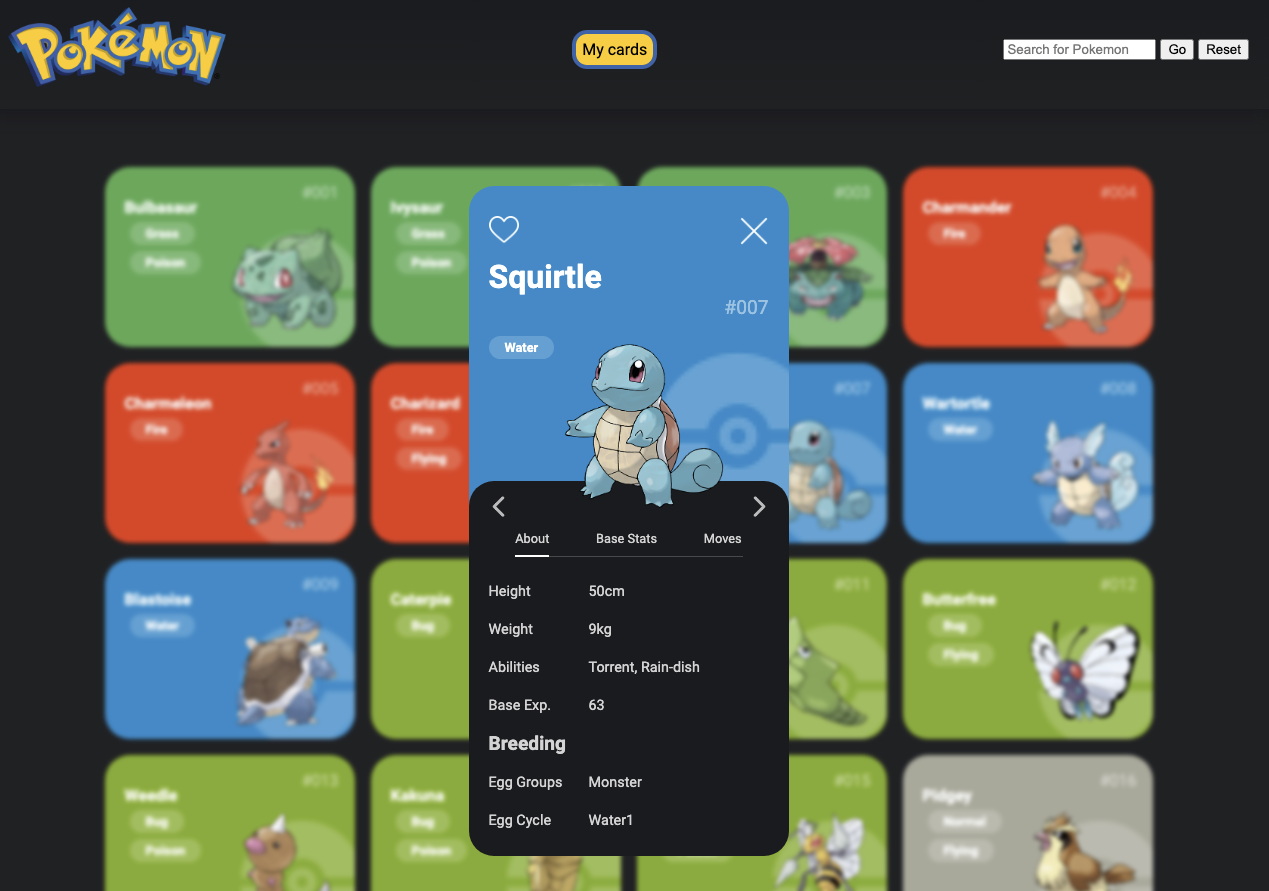 Pokémon
My cards
Search for Pokemon
Go
Reset
#001
Bulbasaur
Grass
Poison
Ivysaur
Grass
Poison
#003
#004
Charmander
Fire
Squirtle
#007
Water
#005
Charmeleon
Fire
Charizard
Fire
Flying
#007
#008
Wartortle
Water
About
Base Stats
Moves
Height 50cm
Weight 9kg
Abilities Torrent, Rain-dish
Base Exp. 63
Breeding
Egg Groups Monster
Egg Cycle Water1
#009
Blastoise
Water
Caterpie
Bug
#011
#012
Butterfree
Bug
Flying
#013
Weedle
Bug
Poison
Kakuna
Bug
Poison
#015
#016
Pidgey
Normal
Flying